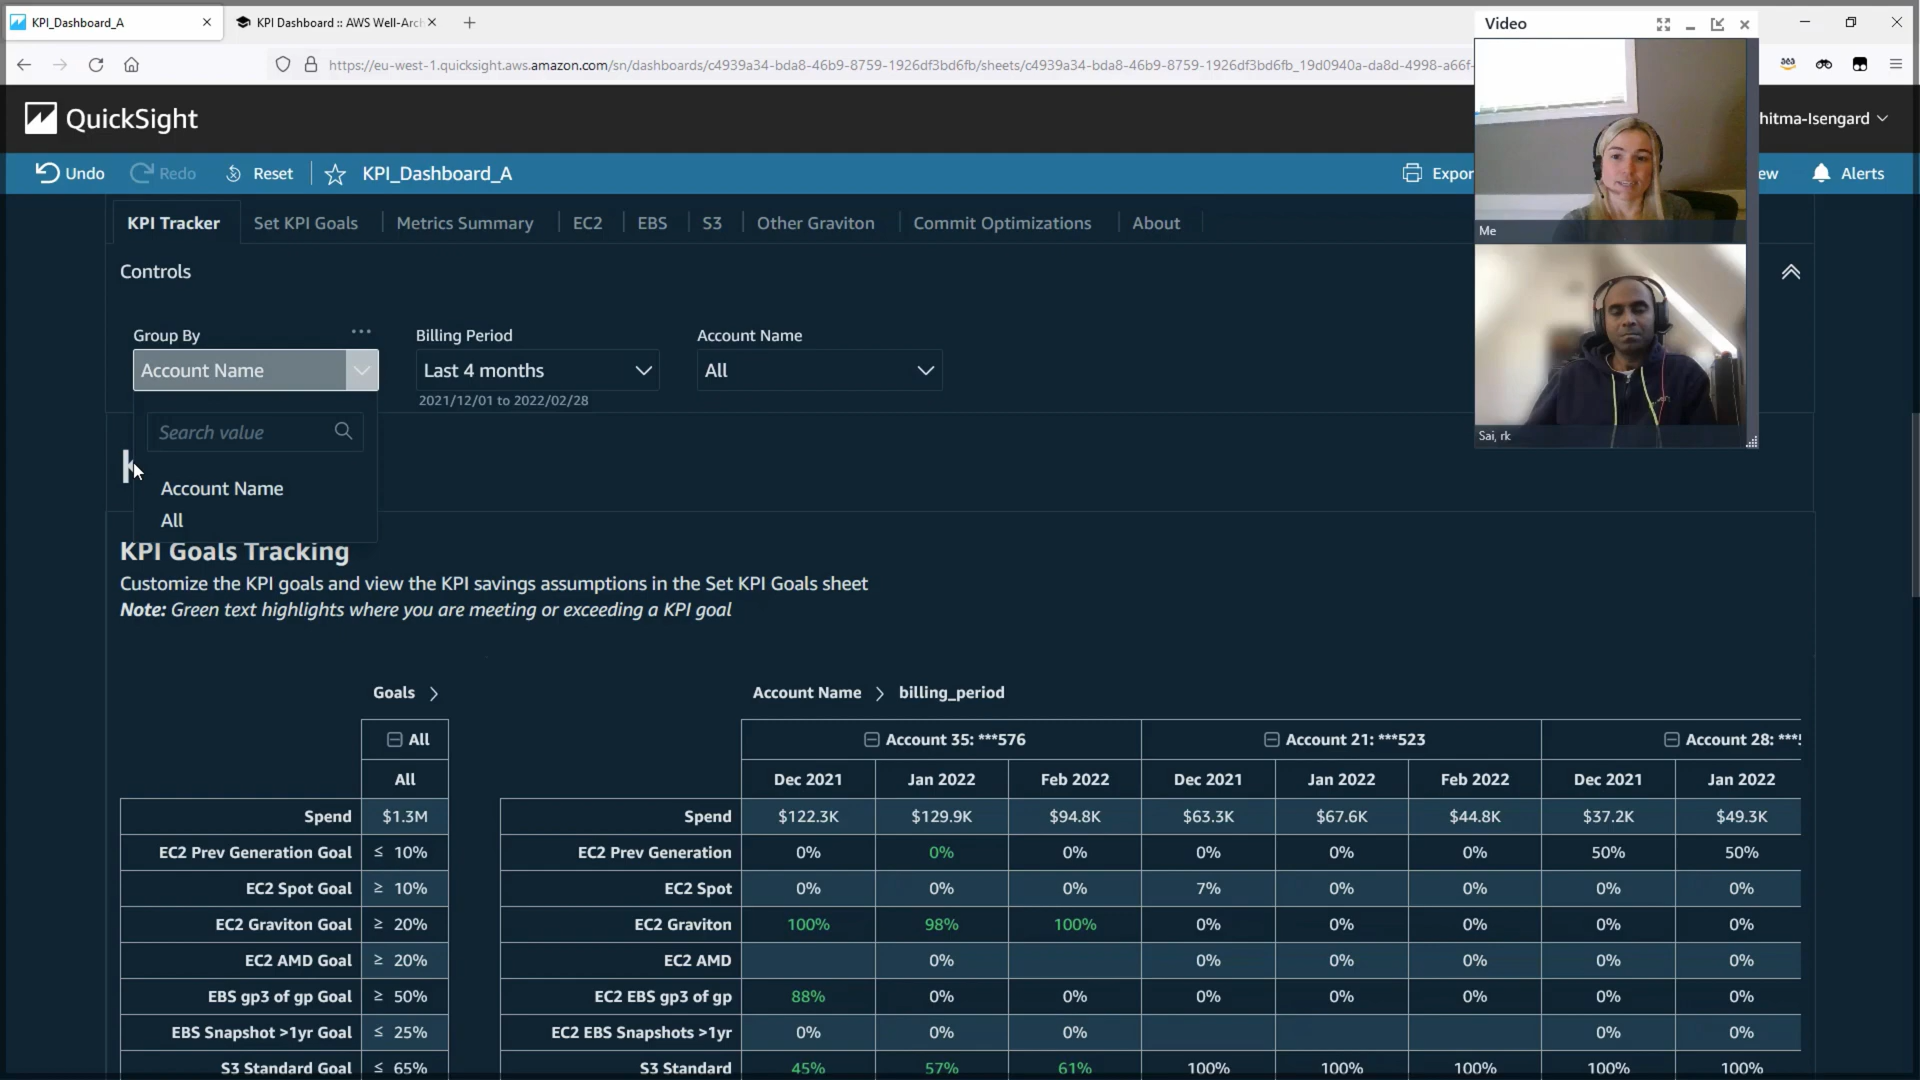 KPI_Dashboard_A
KPI Dashboard :: AWS Well-Arch
https://eu-west-1.quicksight.aws.amazon.com/sn/dashboards/c4939a34-bda8-46b9-8759-1926df3bd6fb/sheets/c4939a34-bda8-46b9-8759-1926df3bd6fb_19d0940a-da8d-4998-a66f-
Video
QuickSight
hitma-Isengard
Undo Redo Reset KPI_Dashboard_A Expor ew Alerts
KPI Tracker Set KPI Goals Metrics Summary EC2 EBS S3 Other Graviton Commit Optimizations About
Me
Controls
Group By Billing Period Account Name
Account Name Last 4 months All
2021/12/01 to 2022/02/28
Search value
Sai, rk
Account Name
All
KPI Goals Tracking
Customize the KPI goals and view the KPI savings assumptions in the Set KPI Goals sheet
Note: Green text highlights where you are meeting or exceeding a KPI goal
Goals Account Name billing_period
All Account 35: ***576 Account 21: ***523 Account 28: ***5
All Dec 2021 Jan 2022 Feb 2022 Dec 2021 Jan 2022 Feb 2022 Dec 2021 Jan 2022
Spend $1.3M Spend $122.3K $129.9K $94.8K $63.3K $67.6K $44.8K $37.2K $49.3K
EC2 Prev Generation Goal ≤ 10% EC2 Prev Generation 0% 0% 0% 0% 0% 0% 50% 50%
EC2 Spot Goal ≥ 10% EC2 Spot 0% 0% 0% 7% 0% 0% 0% 0%
EC2 Graviton Goal ≥ 20% EC2 Graviton 100% 98% 100% 0% 0% 0% 0% 0%
EC2 AMD Goal ≥ 20% EC2 AMD 0% 0% 0% 0% 0% 0%
EBS gp3 of gp Goal ≥ 50% EC2 EBS gp3 of gp 88% 0% 0% 0% 0% 0% 0% 0%
EBS Snapshot >1yr Goal ≤ 25% EC2 EBS Snapshots >1yr 0% 0% 0% 0% 0%
S3 Standard Goal ≤ 65% S3 Standard 45% 57% 61% 100% 100% 100% 100% 100%